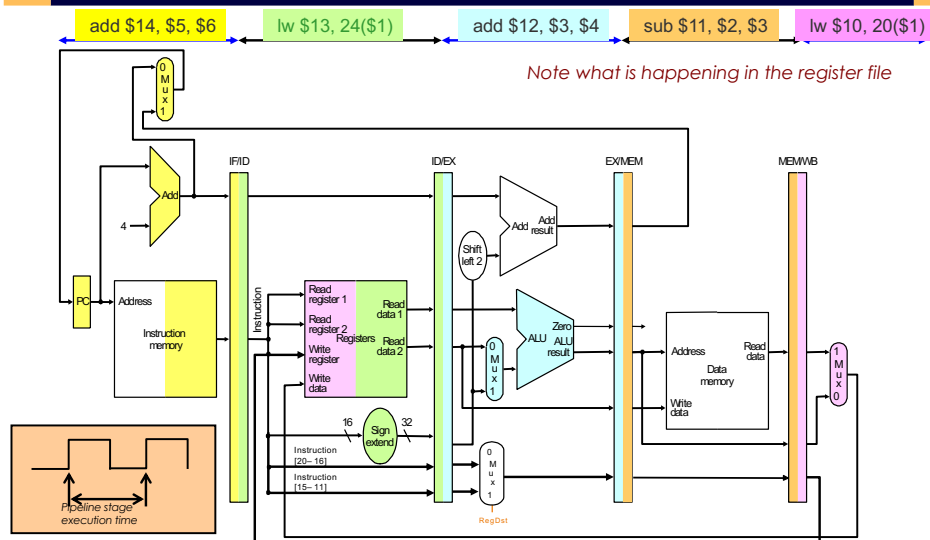 add $14, $5, $6
lw $13, 24($1)
add $12, $3, $4
sub $11, $2, $3
lw $10, 20($1)
Note what is happening in the register file
0
M
u
x
1
IF/ID
ID/EX
EX/MEM
MEM/WB
Add
4
Add
Add
result
Shift
left 2
PC
Address
Instruction
memory
Instruction
Read
register 1
Read
register 2
Write
register
Write
data
Registers
Read
data 1
Read
data 2
0
M
u
x
1
ALU
Zero
ALU
result
Address
Read
data
Data
memory
Write
data
1
M
u
x
0
16
Sign
extend
32
Instruction
[20– 16]
Instruction
[15– 11]
0
M
u
x
1
RegDst
Pipeline stage
execution time